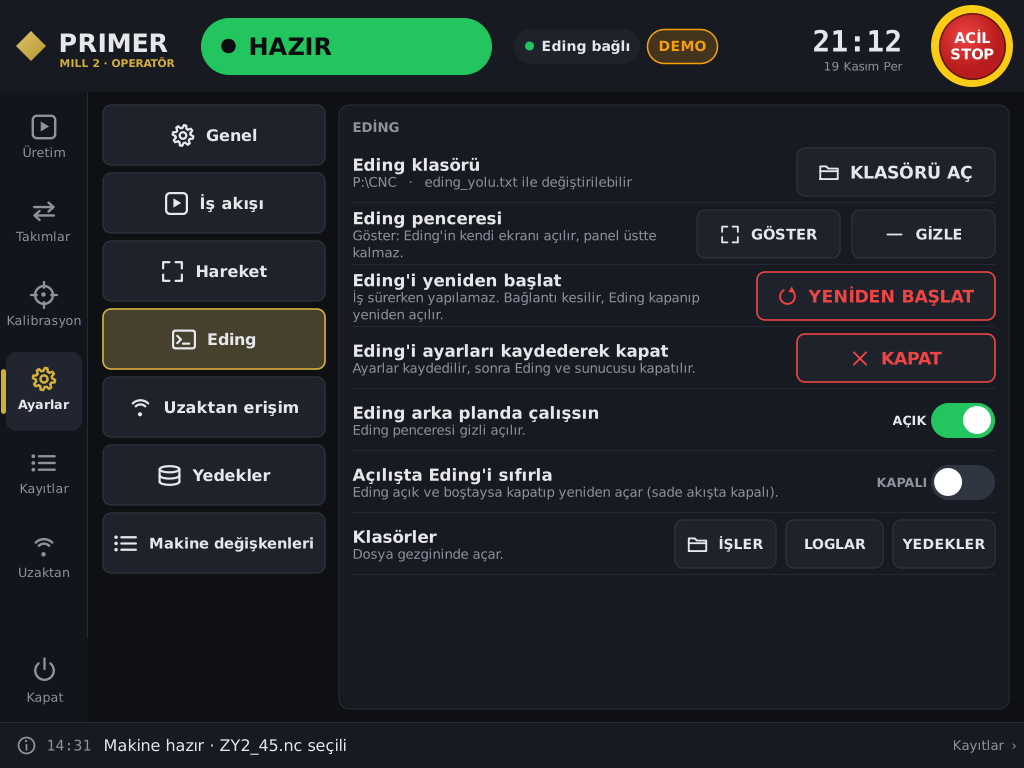 PRIMER
MILL 2 · OPERATÖR
HAZIR
Eding bağlı
DEMO
21:12
19 Kasım Per
ACİL
STOP
Üretim
Takımlar
Kalibrasyon
Ayarlar
Kayıtlar
Uzaktan
Kapat
Genel
İş akışı
Hareket
Eding
Uzaktan erişim
Yedekler
Makine değişkenleri
EDİNG
Eding klasörü
P:\CNC · eding_yolu.txt ile değiştirilebilir
KLASÖRÜ AÇ
Eding penceresi
Göster: Eding'in kendi ekranı açılır, panel üstte
kalmaz.
GÖSTER
GİZLE
Eding'i yeniden başlat
İş sürerken yapılamaz. Bağlantı kesilir, Eding kapanıp
yeniden açılır.
YENİDEN BAŞLAT
Eding'i ayarları kaydederek kapat
Ayarlar kaydedilir, sonra Eding ve sunucusu kapatılır.
KAPAT
Eding arka planda çalışsın
Eding penceresi gizli açılır.
AÇIK
Açılışta Eding'i sıfırla
Eding açık ve boştaysa kapatıp yeniden açar (sade akışta kapalı).
KAPALI
Klasörler
Dosya gezgininde açar.
İŞLER
LOGLAR
YEDEKLER
14:31 Makine hazır · ZY2_45.nc seçili
Kayıtlar ›